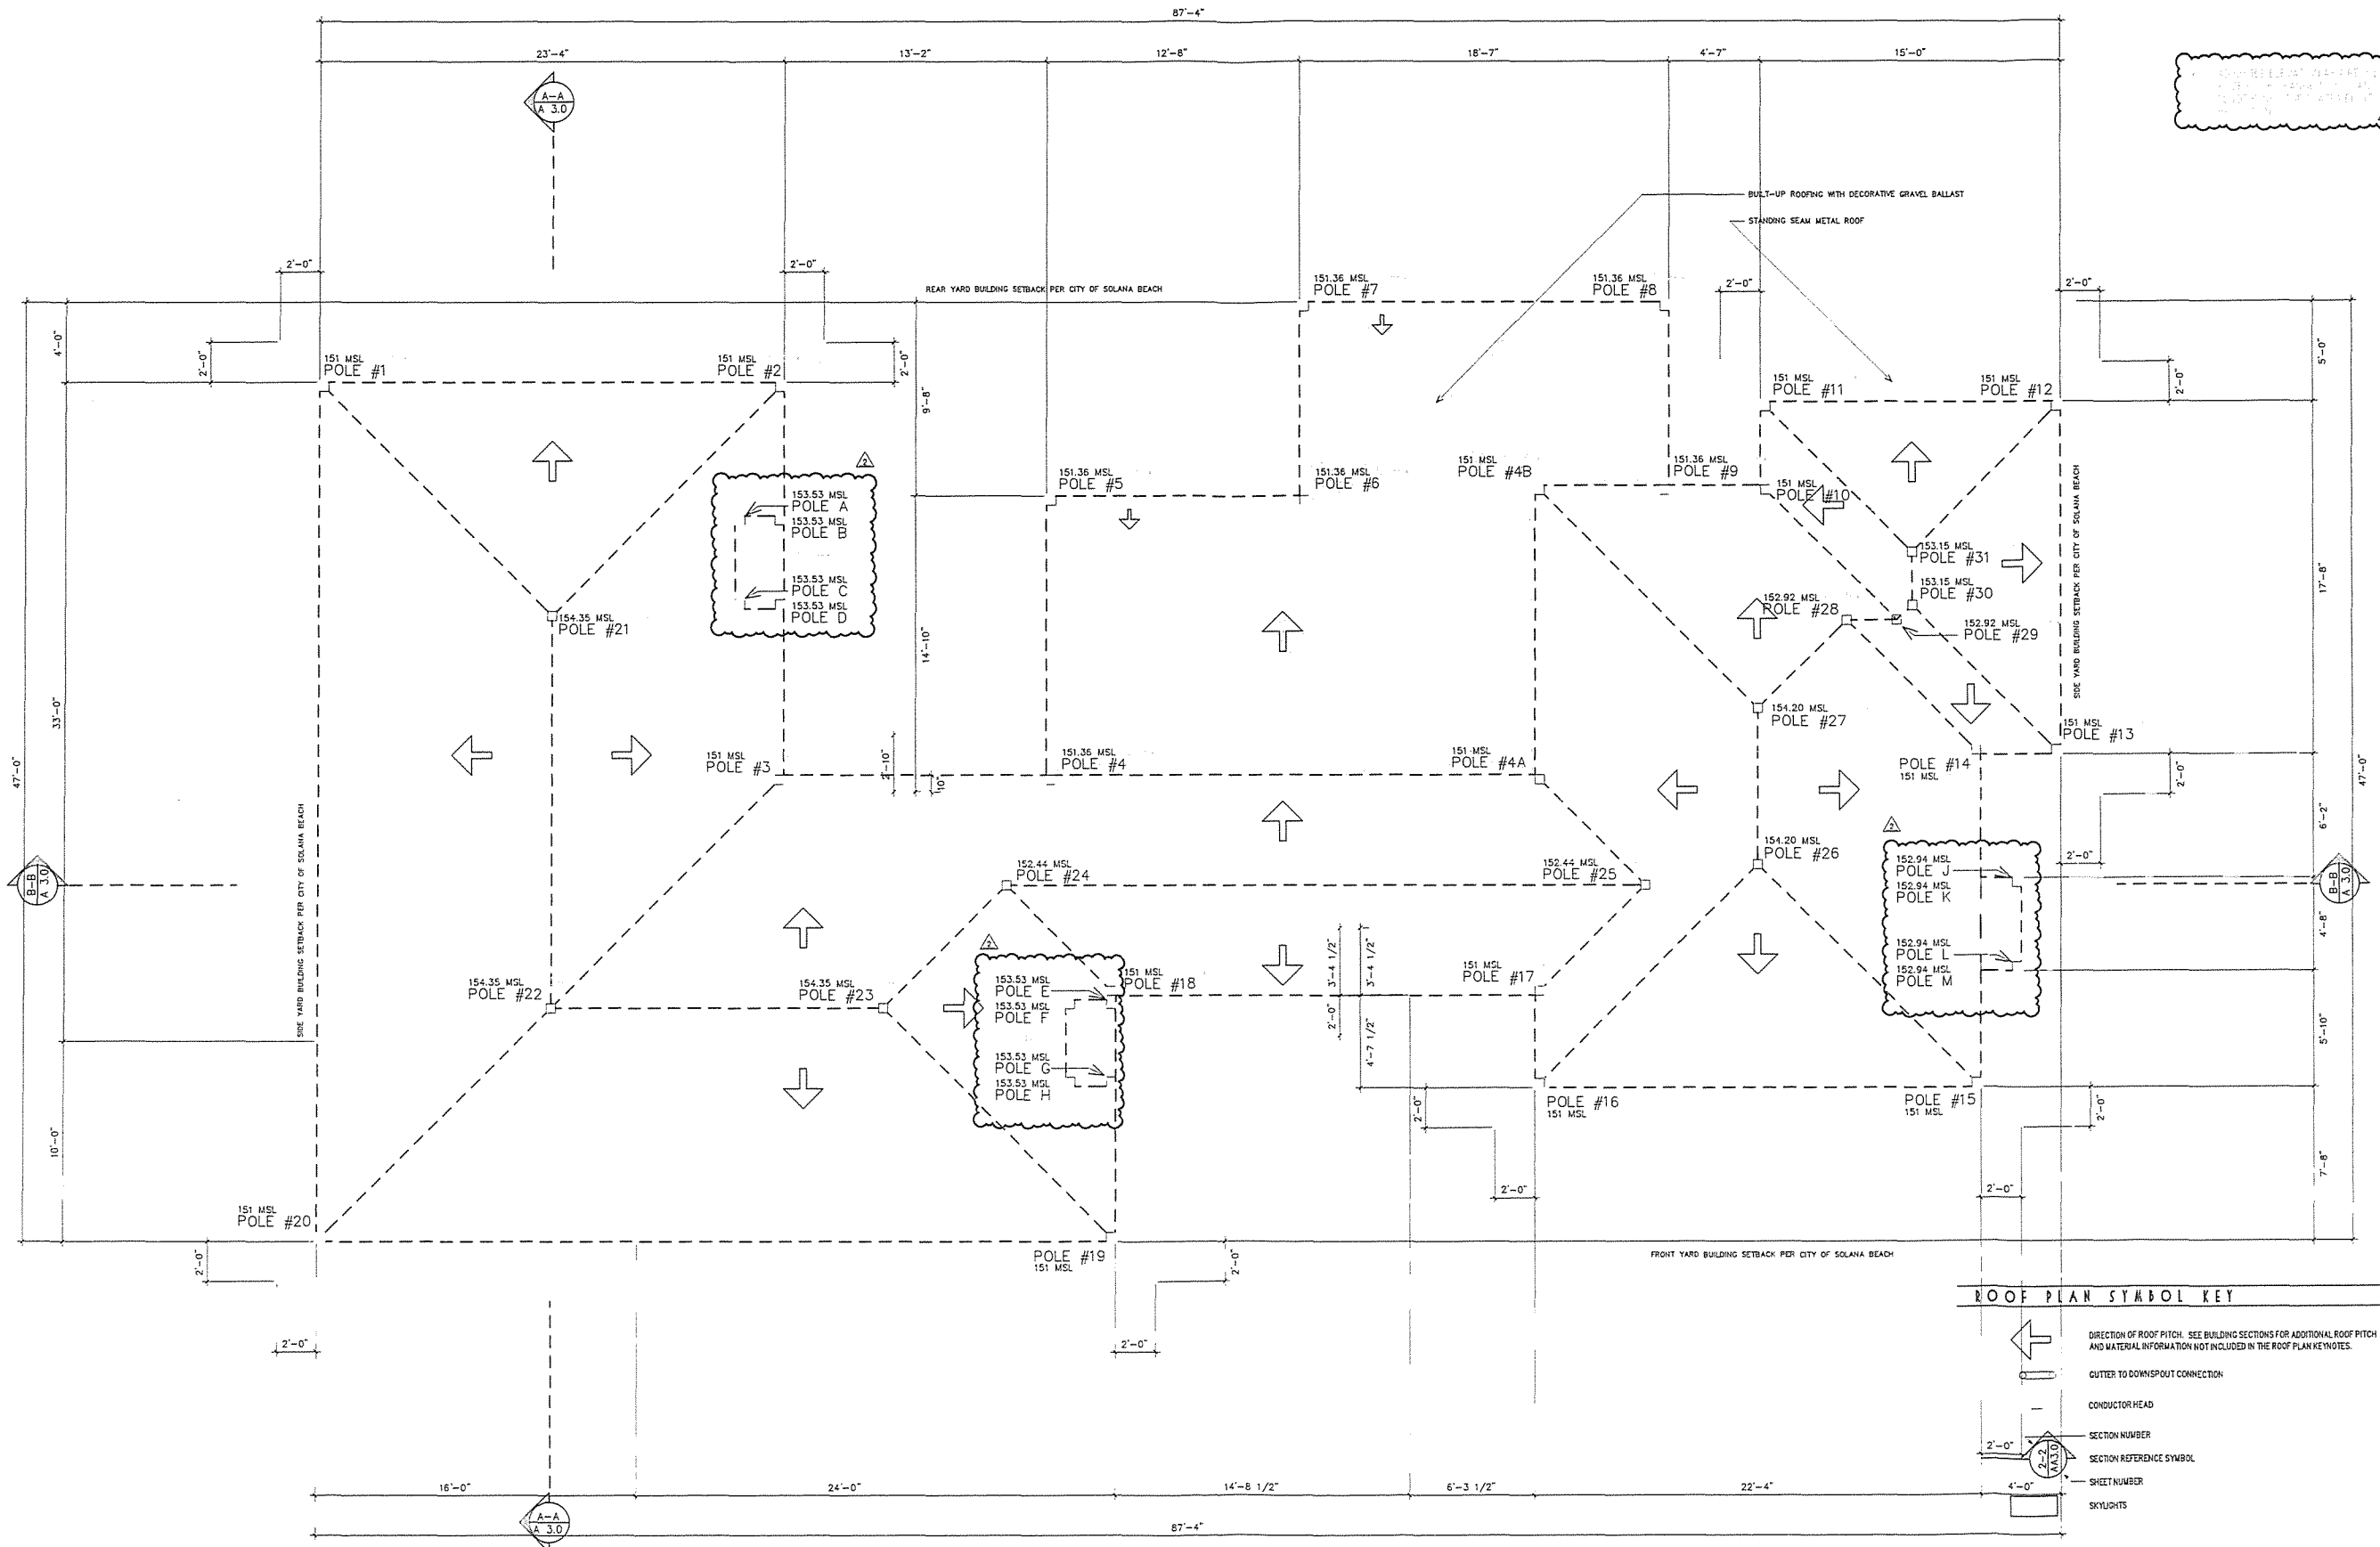 87'-4"
23'-4"
13'-2"
12'-8"
18'-7"
4'-7"
15'-0"
A-A
A 3.0
BUILT-UP ROOFING WITH DECORATIVE GRAVEL BALLAST
STANDING SEAM METAL ROOF
2'-0"
2'-0"
2'-0"
2'-0"
REAR YARD BUILDING SETBACK PER CITY OF SOLANA BEACH
151.36 MSL
POLE #7
151.36 MSL
POLE #8
4'-0"
2'-0"
2'-0"
5'-0"
2'-0"
151 MSL
POLE #1
151 MSL
POLE #2
151 MSL
POLE #11
151 MSL
POLE #12
9'-8"
151.36 MSL
POLE #5
151.36 MSL
POLE #6
151 MSL
POLE #4B
151.36 MSL
POLE #9
151 MSL
POLE #10
2
153.53 MSL
POLE A
153.53 MSL
POLE B
153.53 MSL
POLE C
153.53 MSL
POLE D
153.15 MSL
POLE #31
153.15 MSL
POLE #30
152.92 MSL
POLE #28
152.92 MSL
POLE #29
SIDE YARD BUILDING SETBACK PER CITY OF SOLANA BEACH
17'-8"
154.35 MSL
POLE #21
14'-10"
33'-0"
47'-0"
154.20 MSL
POLE #27
151 MSL
POLE #13
151 MSL
POLE #3
2'-10"
10"
151.36 MSL
POLE #4
151 MSL
POLE #4A
POLE #14
151 MSL
2'-0"
47'-0"
6'-2"
2'-0"
SIDE YARD BUILDING SETBACK PER CITY OF SOLANA BEACH
B-B
A 3.0
152.44 MSL
POLE #24
152.44 MSL
POLE #25
154.20 MSL
POLE #26
2
152.94 MSL
POLE J
152.94 MSL
POLE K
152.94 MSL
POLE L
152.94 MSL
POLE M
B-B
A 3.0
4'-8"
154.35 MSL
POLE #22
154.35 MSL
POLE #23
2
153.53 MSL
POLE E
153.53 MSL
POLE F
153.53 MSL
POLE G
153.53 MSL
POLE H
151 MSL
POLE #18
3'-4 1/2"
3'-4 1/2"
2'-0"
4'-7 1/2"
151 MSL
POLE #17
5'-10"
POLE #16
151 MSL
POLE #15
151 MSL
2'-0"
2'-0"
2'-0"
2'-0"
7'-8"
10'-0"
151 MSL
POLE #20
POLE #19
151 MSL
2'-0"
2'-0"
FRONT YARD BUILDING SETBACK PER CITY OF SOLANA BEACH
2'-0"
2'-0"
ROOF PLAN SYMBOL KEY
DIRECTION OF ROOF PITCH. SEE BUILDING SECTIONS FOR ADDITIONAL ROOF PITCH
AND MATERIAL INFORMATION NOT INCLUDED IN THE ROOF PLAN KEYNOTES.
GUTTER TO DOWNSPOUT CONNECTION
CONDUCTOR HEAD
SECTION NUMBER
2'-0"
2-2
AA3.0
SECTION REFERENCE SYMBOL
SHEET NUMBER
SKYLIGHTS
16'-0"
24'-0"
14'-8 1/2"
6'-3 1/2"
22'-4"
4'-0"
A-A
A 3.0
87'-4"